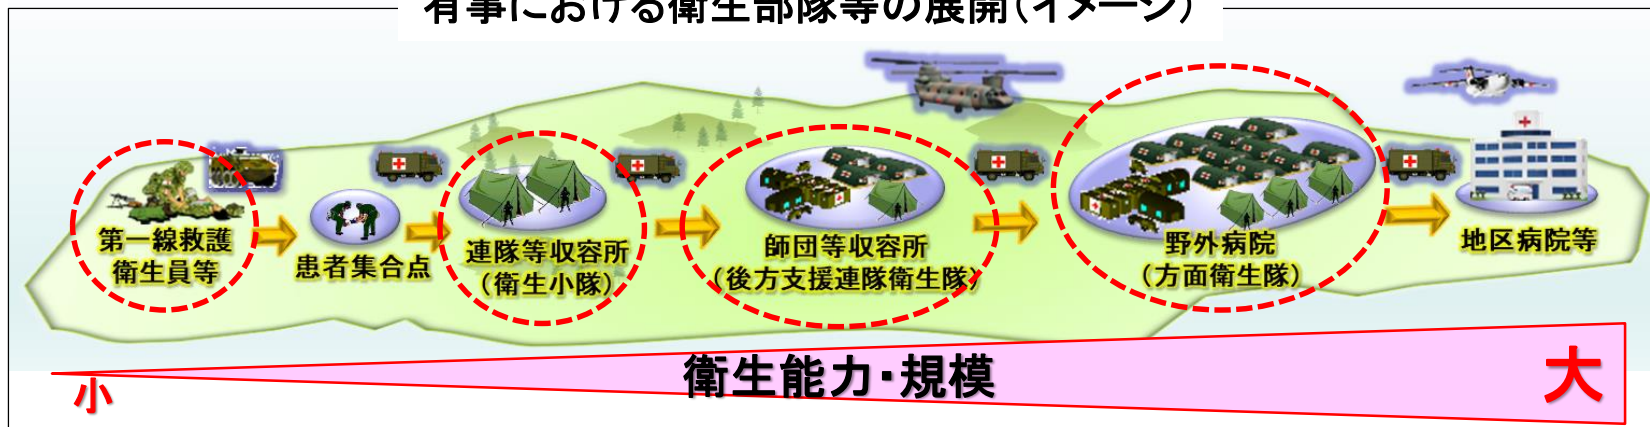 有事における衛生部隊等の展開(イメージ)
第一線救護
衛生員等
患者集合点
連隊等収容所
(衛生小隊)
師団等収容所
(後方支援連隊衛生隊)
野外病院
(方面衛生隊)
地区病院等
小
衛生能力・規模
大